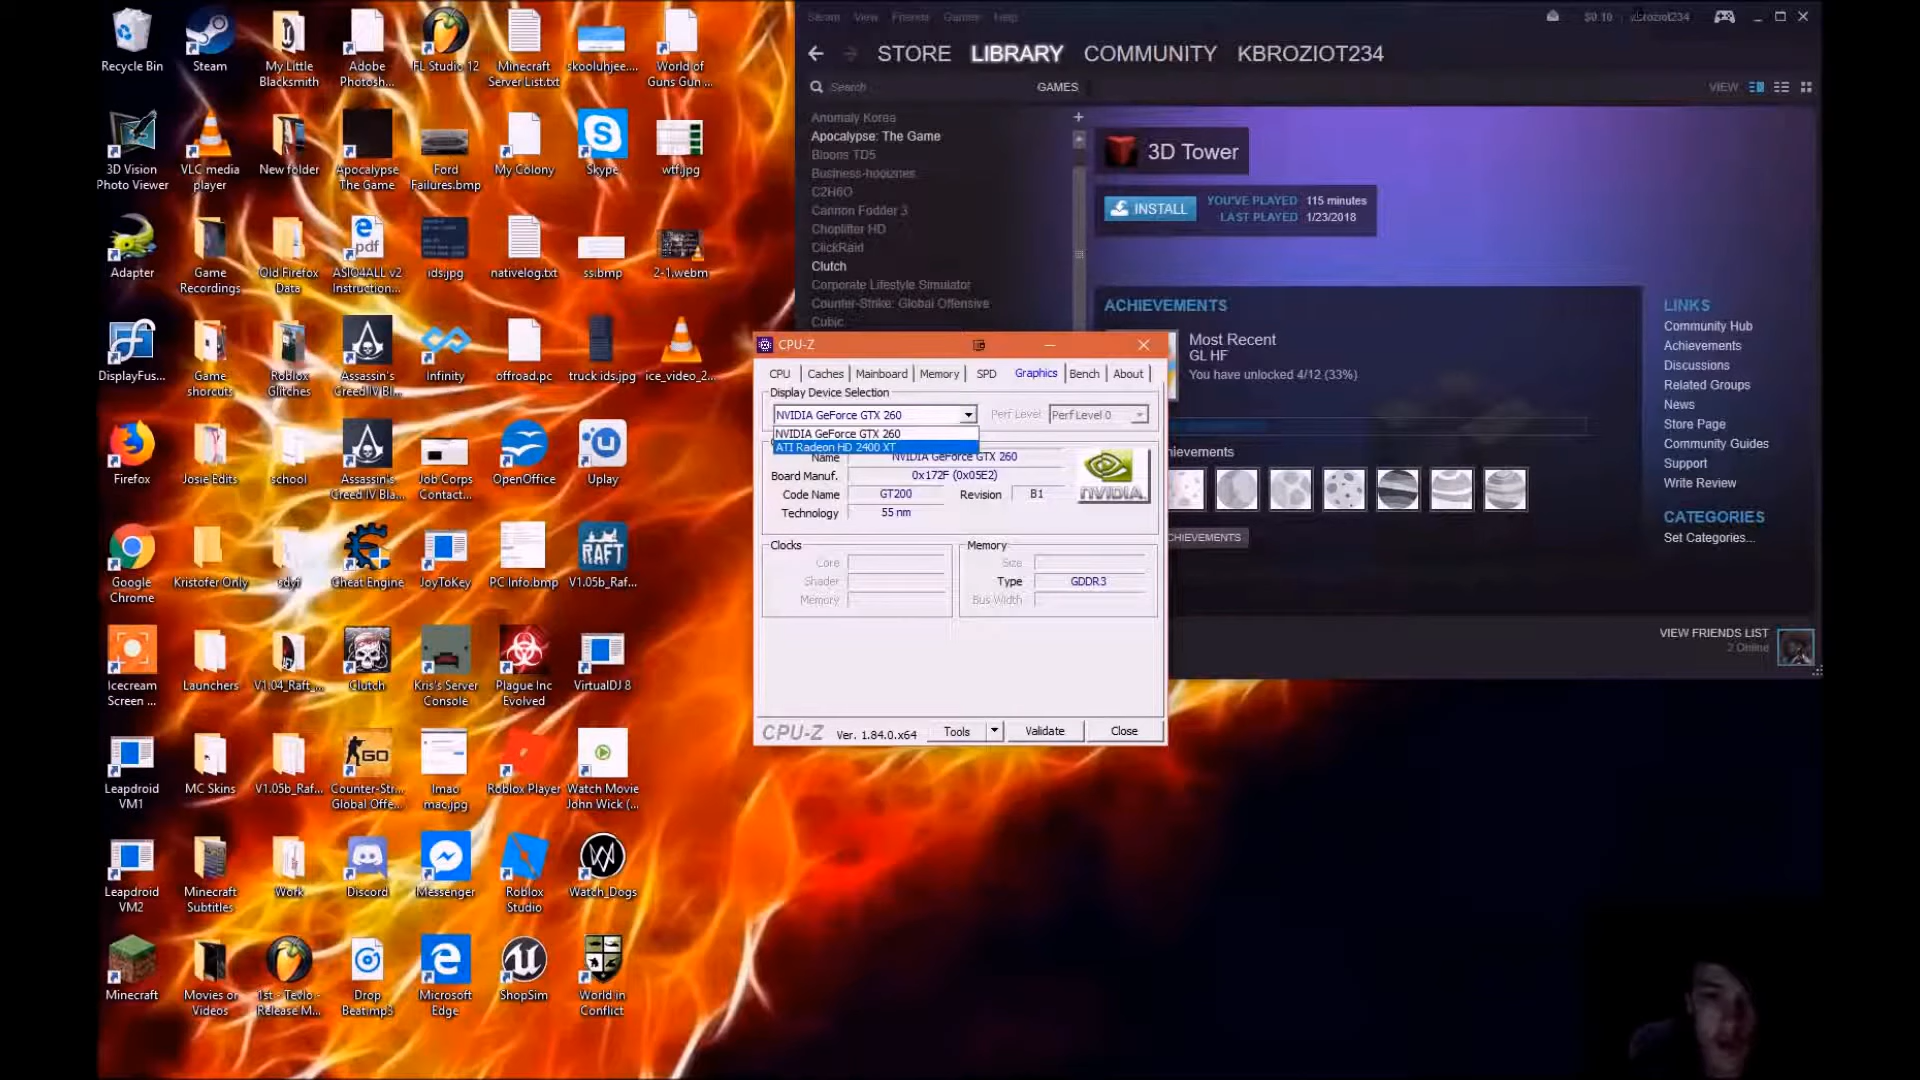 Recycle Bin
Steam
My Little
Blacksmith
Adobe
Photosh...
FL Studio 12
Minecraft
Server List.txt
skooluhjee....
World of
Guns Gun ...
3D Vision
Photo Viewer
VLC media
player
New folder
Apocalypse
The Game
Ford
Failures.bmp
My Colony
Skype
wtf.jpg
Adapter
Game
Recordings
Old Firefox
Data
ASIO4ALL v2
Instruction...
ids.jpg
nativelog.txt
ss.bmp
2-1.webm
DisplayFus...
Game
shorcuts
Roblox
Glitches
Assassin's
Creed IV Bl...
Infinity
offroad.pc
truck ids.jpg
ice_video_2...
Firefox
Josie Edits
school
Assassin's
Creed IV Bla...
Job Corps
Contact...
OpenOffice
Uplay
Google
Chrome
Kristofer Only
sdyf
Cheat Engine
JoyToKey
PC Info.bmp
RAFT
V1.05b_Raf...
Icecream
Screen ...
Launchers
V1.04_Raft_...
Clutch
Kris's Server
Console
Plague Inc
Evolved
VirtualDJ 8
Leapdroid
VM1
MC Skins
V1.05b_Raf...
GO
Counter-Str...
Global Offe...
lmao
mac.jpg
Roblox Player
Watch Movie
John Wick (...
Leapdroid
VM2
Minecraft
Subtitles
Work
Discord
Messenger
Roblox
Studio
Watch_Dogs
Minecraft
Movies or
Videos
1st - Tevlo -
Release M...
Drop
Beat.mp3
Microsoft
Edge
ShopSim
World in
Conflict
Steam View Friends Games Help
$0.10
STORE LIBRARY COMMUNITY KBROZIOT234
Search
GAMES
VIEW
Anomaly Korea
Apocalypse: The Game
Bloons TD5
Business-hooiznes
C2H6O
Cannon Fodder 3
Choplifter HD
ClickRaid
Clutch
Corporate Lifestyle Simulator
Counter-Strike: Global Offensive
Cubic
3D Tower
INSTALL
YOU'VE PLAYED 115 minutes
LAST PLAYED 1/23/2018
ACHIEVEMENTS
Most Recent
GL HF
You have unlocked 4/12 (33%)
LINKS
Community Hub
Achievements
Discussions
Related Groups
News
Store Page
Community Guides
Support
Write Review
CATEGORIES
Set Categories...
VIEW FRIENDS LIST
2 Online
CPU-Z
CPU Caches Mainboard Memory SPD Graphics Bench About
Display Device Selection
NVIDIA GeForce GTX 260
Perf Level
Perf Level 0
NVIDIA GeForce GTX 260
ATI Radeon HD 2400 XT
Name NVIDIA GeForce GTX 260
Board Manuf. 0x172F (0x05E2)
Code Name GT200 Revision B1
Technology 55 nm
NVIDIA
Clocks
Core
Shader
Memory
Memory
Size
Type GDDR3
Bus Width
CPU-Z Ver. 1.84.0.x64 Tools Validate Close